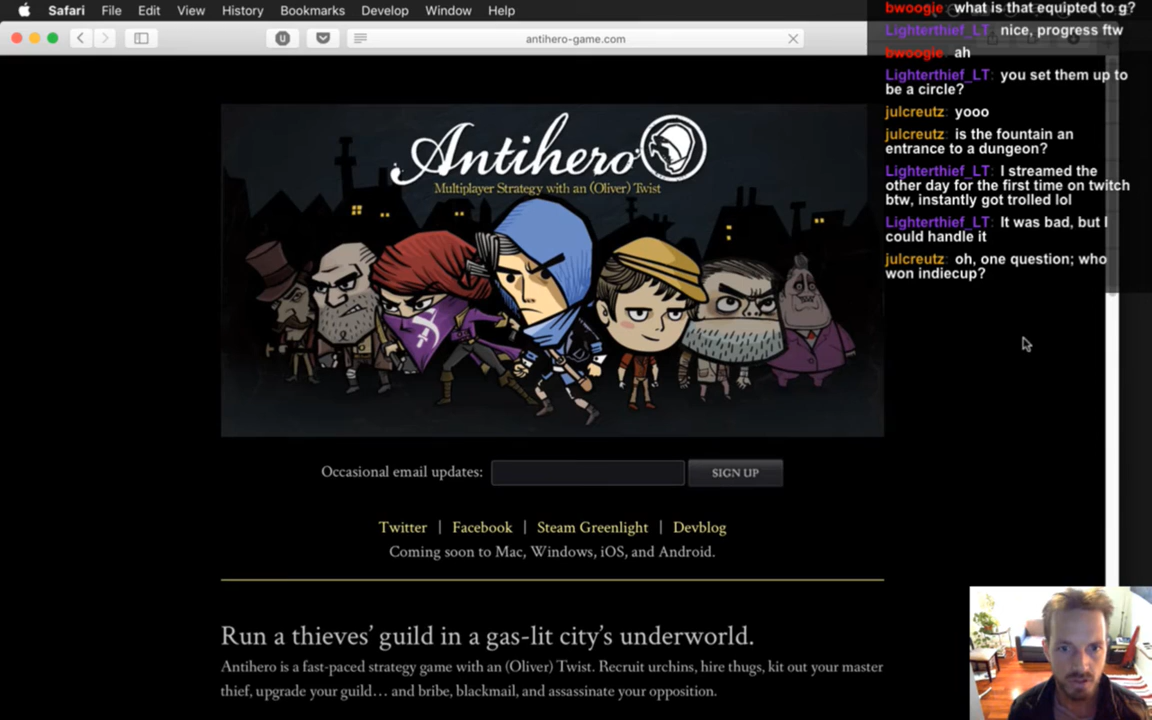 Safari File Edit View History Bookmarks Develop Window Help
antihero-game.com
Antihero
Multiplayer Strategy with an (Oliver) Twist
Occasional email updates:
SIGN UP
Twitter | Facebook | Steam Greenlight | Devblog
Coming soon to Mac, Windows, iOS, and Android.
Run a thieves' guild in a gas-lit city's underworld.
Antihero is a fast-paced strategy game with an (Oliver) Twist. Recruit urchins, hire thugs, kit out your master
thief, upgrade your guild… and bribe, blackmail, and assassinate your opposition.
bwoogie: what is that equipted to g?
Lighterthief_LT: nice, progress ftw
bwoogie: ah
Lighterthief_LT: you set them up to
be a circle?
julcreutz: yooo
julcreutz: is the fountain an
entrance to a dungeon?
Lighterthief_LT: I streamed the
other day for the first time on twitch
btw, instantly got trolled lol
Lighterthief_LT: It was bad, but I
could handle it
julcreutz: oh, one question; who
won indiecup?